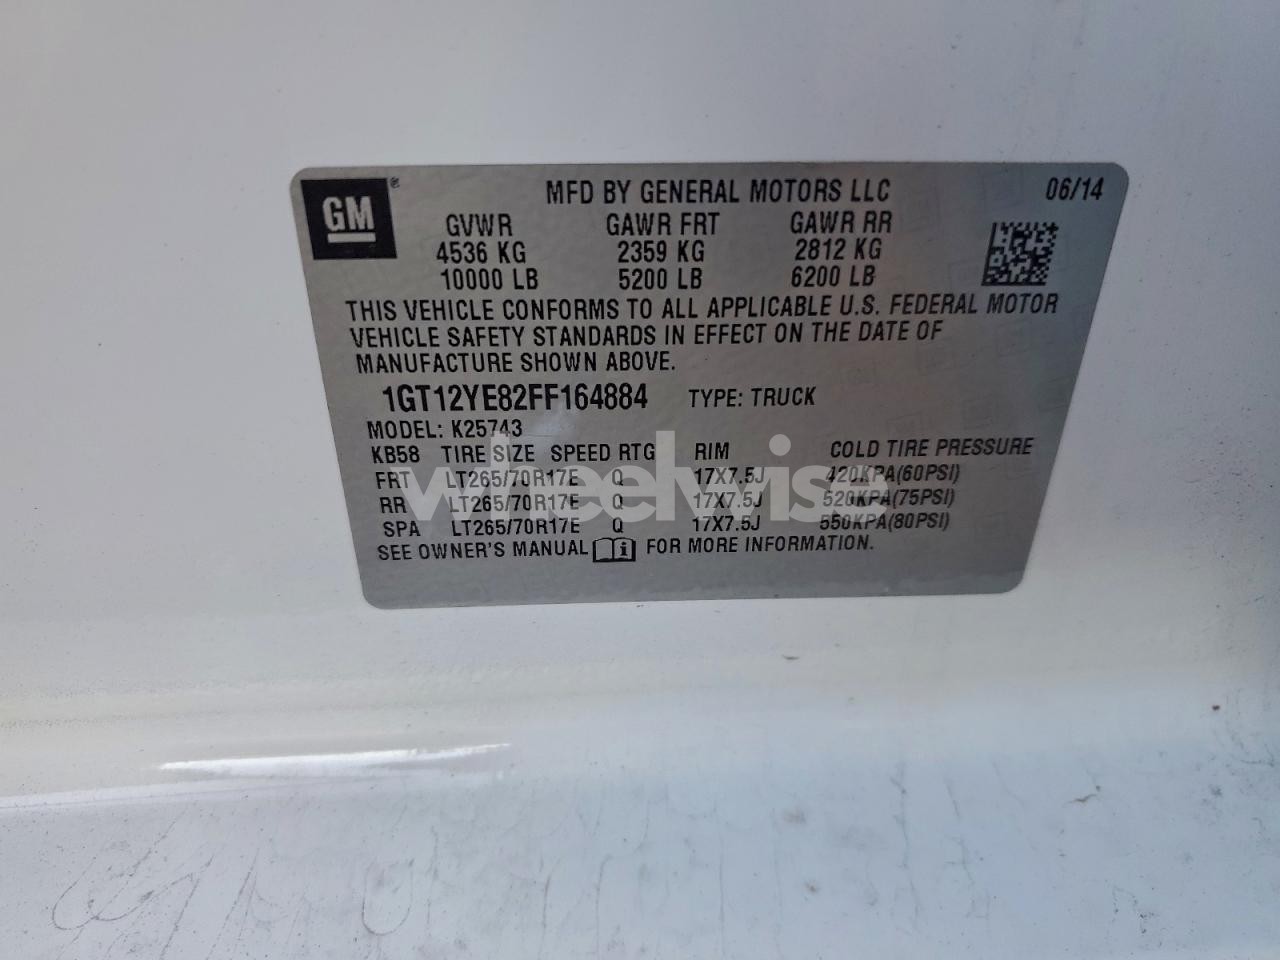 GM®
MFD BY GENERAL MOTORS LLC 06/14
GVWR GAWR FRT GAWR RR
4536 KG 2359 KG 2812 KG
10000 LB 5200 LB 6200 LB
THIS VEHICLE CONFORMS TO ALL APPLICABLE U.S. FEDERAL MOTOR
VEHICLE SAFETY STANDARDS IN EFFECT ON THE DATE OF
MANUFACTURE SHOWN ABOVE.
1GT12YE82FF164884 TYPE: TRUCK
MODEL: K25743
KB58 TIRE SIZE SPEED RTG RIM COLD TIRE PRESSURE
FRT LT265/70R17E Q 17X7.5J 420KPA(60PSI)
RR LT265/70R17E Q 17X7.5J 520KPA(75PSI)
SPA LT265/70R17E Q 17X7.5J 550KPA(80PSI)
SEE OWNER'S MANUAL i FOR MORE INFORMATION.
wheelwise